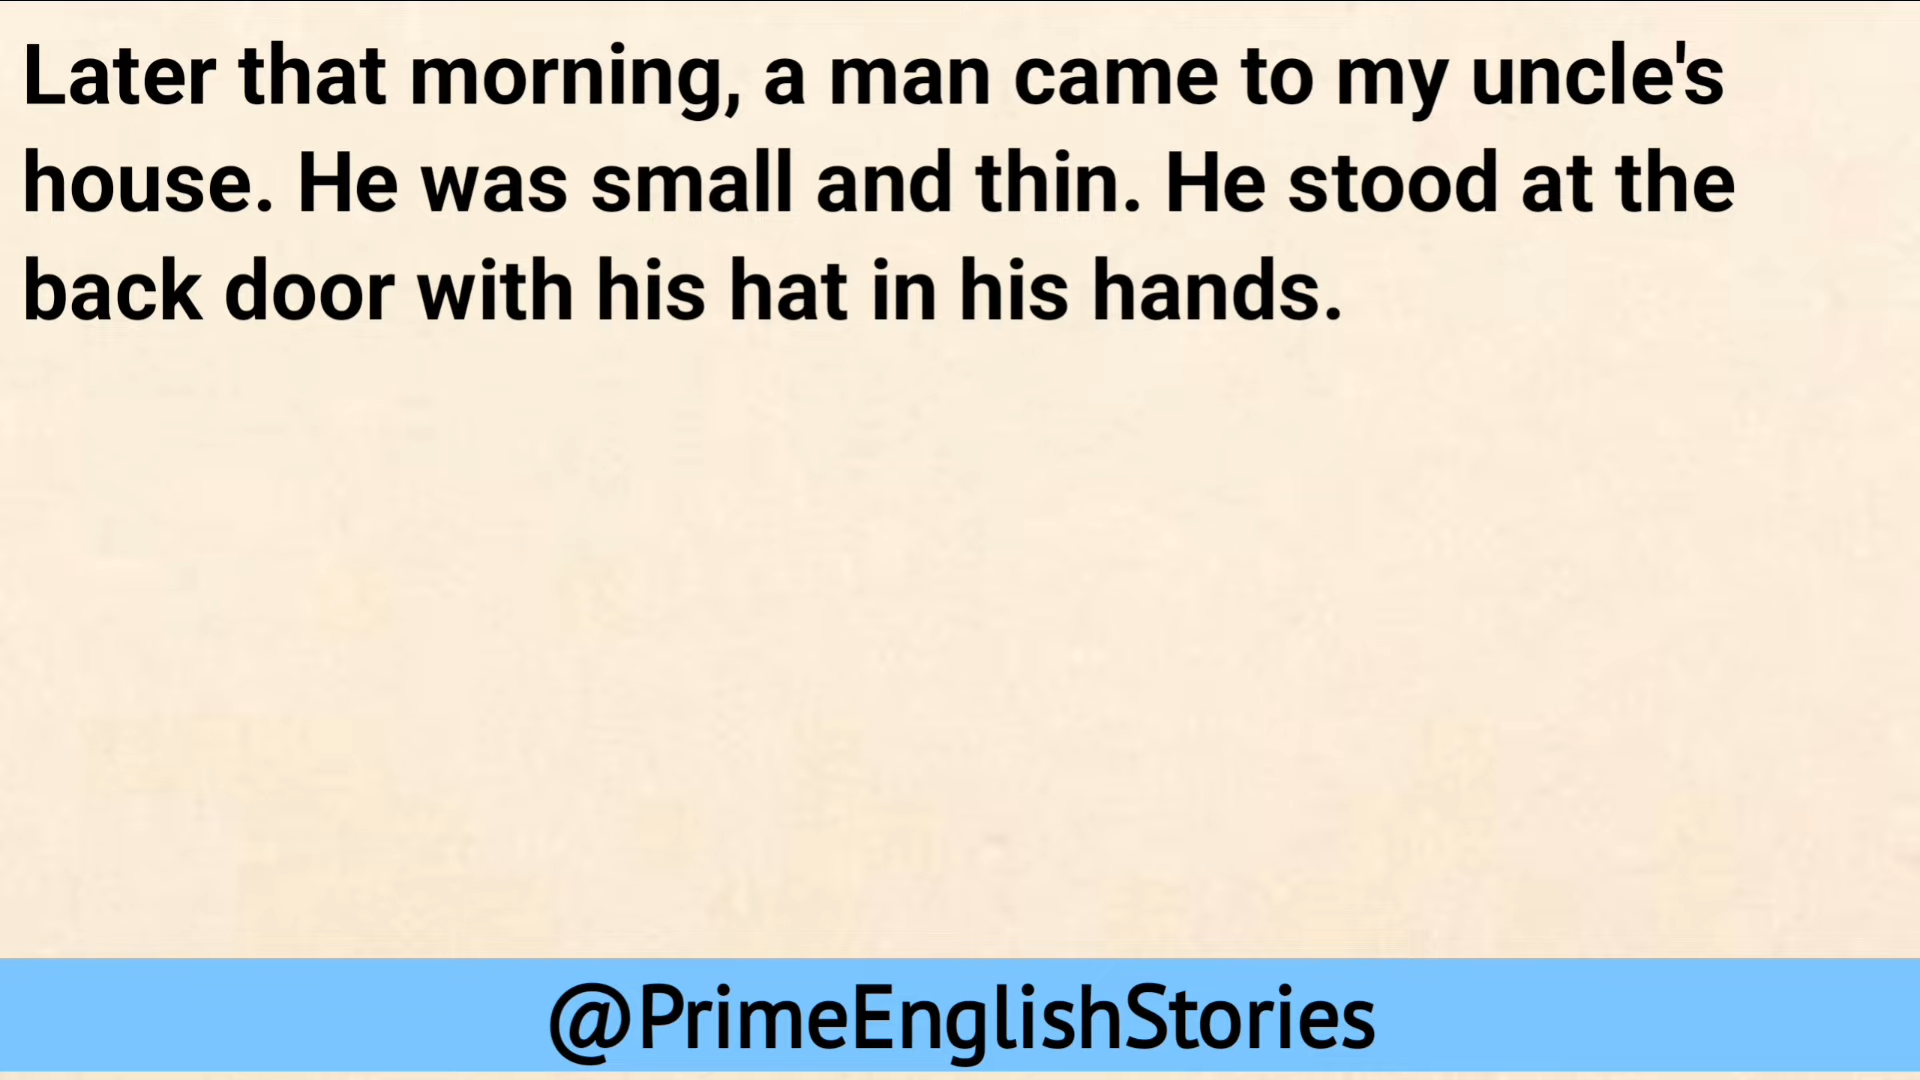 Later that morning, a man came to my uncle's
house. He was small and thin. He stood at the
back door with his hat in his hands.
@PrimeEnglishStories